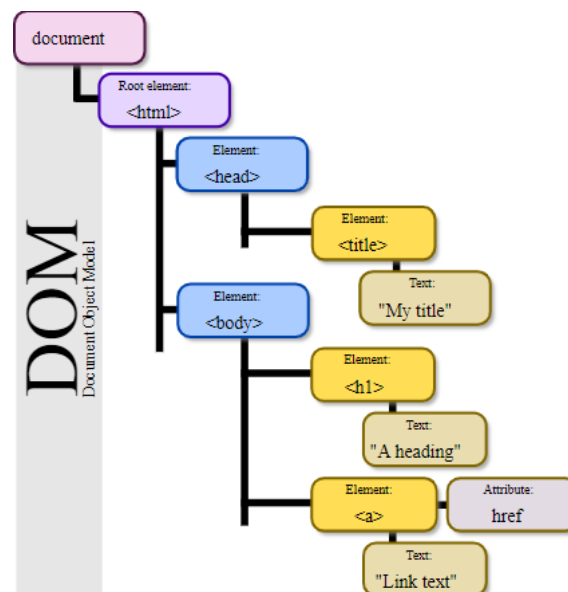 document
Root element:
<html>
Element:
<head>
Element:
<title>
Text:
"My title"
Element:
<body>
Element:
<h1>
Text:
"A heading"
Element:
<a>
Attribute:
href
Text:
"Link text"
DOM
Document Object Model